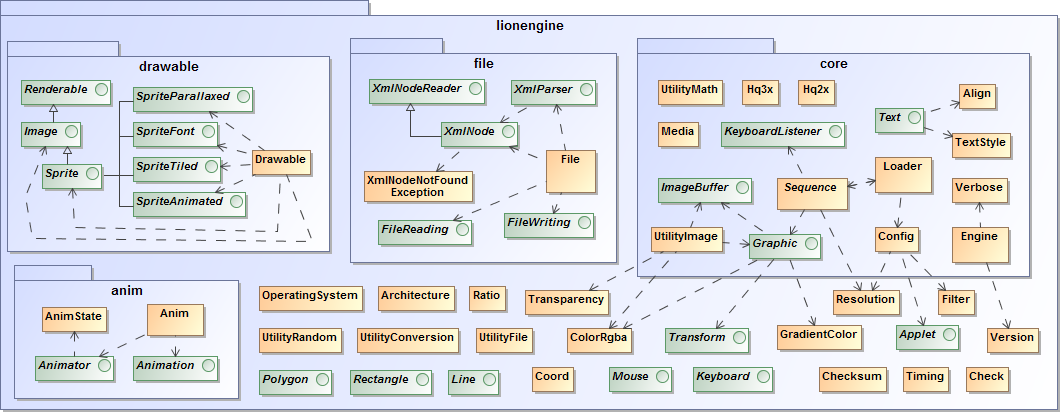 lionengine
drawable
Renderable
SpriteParallaxed
Image
SpriteFont
Drawable
Sprite
SpriteTiled
SpriteAnimated
file
XmlNodeReader
XmlParser
XmlNode
File
XmlNodeNotFound
Exception
FileReading
FileWriting
core
UtilityMath
Hq3x
Hq2x
Align
Text
Media
KeyboardListener
TextStyle
ImageBuffer
Sequence
Loader
Verbose
UtilityImage
Graphic
Config
Engine
anim
AnimState
Anim
Animator
Animation
OperatingSystem
Architecture
Ratio
Transparency
Resolution
Filter
UtilityRandom
UtilityConversion
UtilityFile
ColorRgba
Transform
GradientColor
Applet
Version
Polygon
Rectangle
Line
Coord
Mouse
Keyboard
Checksum
Timing
Check